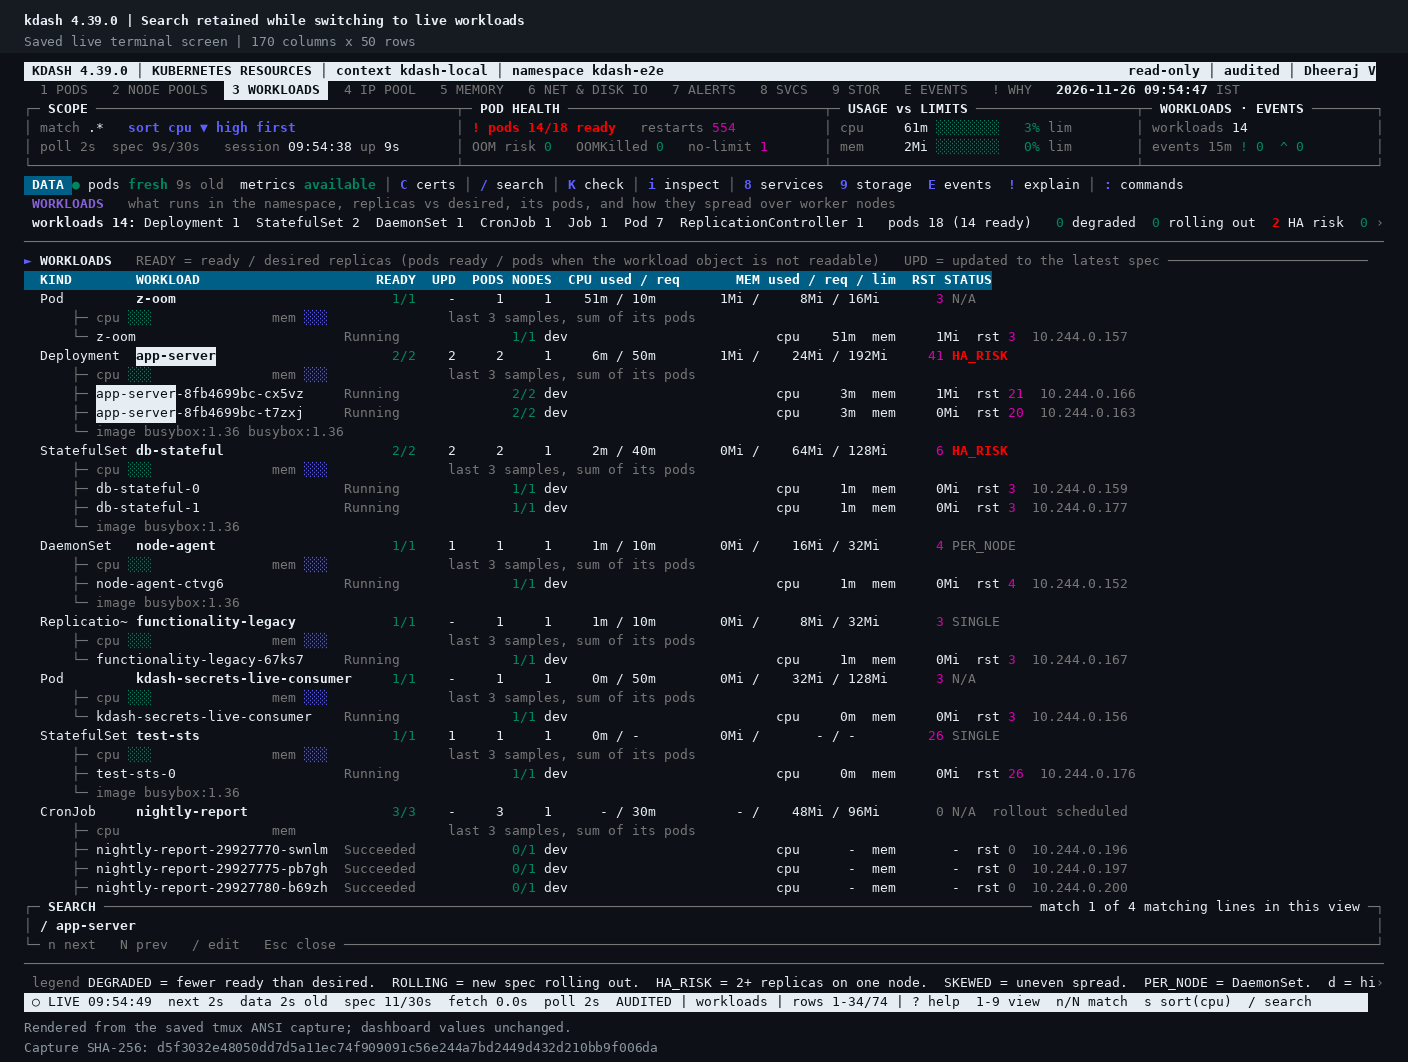 kdash 4.39.0 | Search retained while switching to live workloads
Saved live terminal screen | 170 columns x 50 rows
KDASH 4.39.0 │ KUBERNETES RESOURCES │ context kdash-local │ namespace kdash-e2e read-only │ audited │ Dheeraj V
1 PODS 2 NODE POOLS 3 WORKLOADS 4 IP POOL 5 MEMORY 6 NET & DISK IO 7 ALERTS 8 SVCS 9 STOR E EVENTS ! WHY 2026-11-26 09:54:47 IST
SCOPE POD HEALTH USAGE vs LIMITS WORKLOADS · EVENTS
match .* sort cpu ▼ high first │ ! pods 14/18 ready restarts 554 │ cpu 61m ░░░░░░░░ 3% lim │ workloads 14
poll 2s spec 9s/30s session 09:54:38 up 9s │ OOM risk 0 OOMKilled 0 no-limit 1 │ mem 2Mi ░░░░░░░░ 0% lim │ events 15m ! 0 ^ 0
DATA ● pods fresh 9s old metrics available │ C certs │ / search │ K check │ i inspect │ 8 services 9 storage E events ! explain │ : commands
WORKLOADS what runs in the namespace, replicas vs desired, its pods, and how they spread over worker nodes
workloads 14: Deployment 1 StatefulSet 2 DaemonSet 1 CronJob 1 Job 1 Pod 7 ReplicationController 1 pods 18 (14 ready) 0 degraded 0 rolling out 2 HA risk 0 ›
► WORKLOADS READY = ready / desired replicas (pods ready / pods when the workload object is not readable) UPD = updated to the latest spec
KIND WORKLOAD READY UPD PODS NODES CPU used / req MEM used / req / lim RST STATUS
Pod z-oom 1/1 - 1 1 51m / 10m 1Mi / 8Mi / 16Mi 3 N/A
├─ cpu ░░░ mem ░░░ last 3 samples, sum of its pods
└─ z-oom Running 1/1 dev cpu 51m mem 1Mi rst 3 10.244.0.157
Deployment app-server 2/2 2 2 1 6m / 50m 1Mi / 24Mi / 192Mi 41 HA_RISK
├─ cpu ░░░ mem ░░░ last 3 samples, sum of its pods
├─ app-server-8fb4699bc-cx5vz Running 2/2 dev cpu 3m mem 1Mi rst 21 10.244.0.166
├─ app-server-8fb4699bc-t7zxj Running 2/2 dev cpu 3m mem 0Mi rst 20 10.244.0.163
└─ image busybox:1.36 busybox:1.36
StatefulSet db-stateful 2/2 2 2 1 2m / 40m 0Mi / 64Mi / 128Mi 6 HA_RISK
├─ cpu ░░░ mem ░░░ last 3 samples, sum of its pods
├─ db-stateful-0 Running 1/1 dev cpu 1m mem 0Mi rst 3 10.244.0.159
├─ db-stateful-1 Running 1/1 dev cpu 1m mem 0Mi rst 3 10.244.0.177
└─ image busybox:1.36
DaemonSet node-agent 1/1 1 1 1 1m / 10m 0Mi / 16Mi / 32Mi 4 PER_NODE
├─ cpu ░░░ mem ░░░ last 3 samples, sum of its pods
├─ node-agent-ctvg6 Running 1/1 dev cpu 1m mem 0Mi rst 4 10.244.0.152
└─ image busybox:1.36
Replicatio~ functionality-legacy 1/1 - 1 1 1m / 10m 0Mi / 8Mi / 32Mi 3 SINGLE
├─ cpu ░░░ mem ░░░ last 3 samples, sum of its pods
└─ functionality-legacy-67ks7 Running 1/1 dev cpu 1m mem 0Mi rst 3 10.244.0.167
Pod kdash-secrets-live-consumer 1/1 - 1 1 0m / 50m 0Mi / 32Mi / 128Mi 3 N/A
├─ cpu ░░░ mem ░░░ last 3 samples, sum of its pods
└─ kdash-secrets-live-consumer Running 1/1 dev cpu 0m mem 0Mi rst 3 10.244.0.156
StatefulSet test-sts 1/1 1 1 1 0m / - 0Mi / - / - 26 SINGLE
├─ cpu ░░░ mem ░░░ last 3 samples, sum of its pods
├─ test-sts-0 Running 1/1 dev cpu 0m mem 0Mi rst 26 10.244.0.176
└─ image busybox:1.36
CronJob nightly-report 3/3 - 3 1 - / 30m - / 48Mi / 96Mi 0 N/A rollout scheduled
├─ cpu mem last 3 samples, sum of its pods
├─ nightly-report-29927770-swnlm Succeeded 0/1 dev cpu - mem - rst 0 10.244.0.196
├─ nightly-report-29927775-pb7gh Succeeded 0/1 dev cpu - mem - rst 0 10.244.0.197
├─ nightly-report-29927780-b69zh Succeeded 0/1 dev cpu - mem - rst 0 10.244.0.200
SEARCH match 1 of 4 matching lines in this view
/ app-server
n next N prev / edit Esc close
legend DEGRADED = fewer ready than desired. ROLLING = new spec rolling out. HA_RISK = 2+ replicas on one node. SKEWED = uneven spread. PER_NODE = DaemonSet. d = hi›
○ LIVE 09:54:49 next 2s data 2s old spec 11/30s fetch 0.0s poll 2s AUDITED | workloads | rows 1-34/74 | ? help 1-9 view n/N match s sort(cpu) / search
Rendered from the saved tmux ANSI capture; dashboard values unchanged.
Capture SHA-256: d5f3032e48050dd7d5a11ec74f909091c56e244a7bd2449d432d210bb9f006da